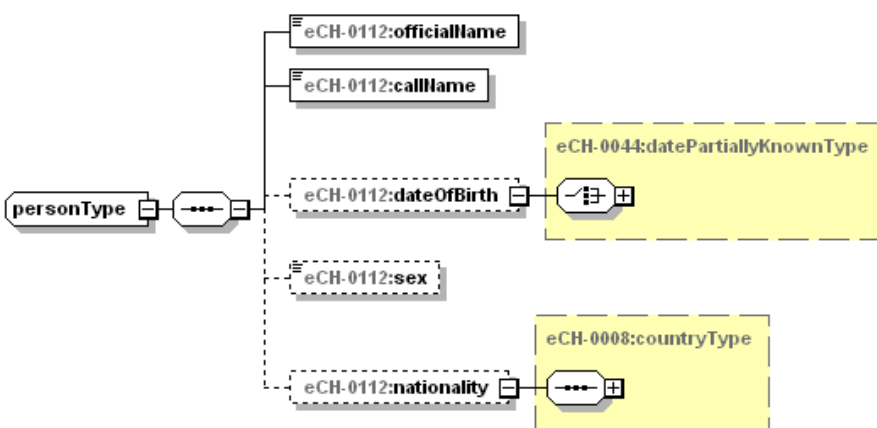 eCH-0112:officialName
eCH-0112:callName
eCH-0044:datePartiallyKnownType
eCH-0112:dateOfBirth
personType
eCH-0112:sex
eCH-0008:countryType
eCH-0112:nationality